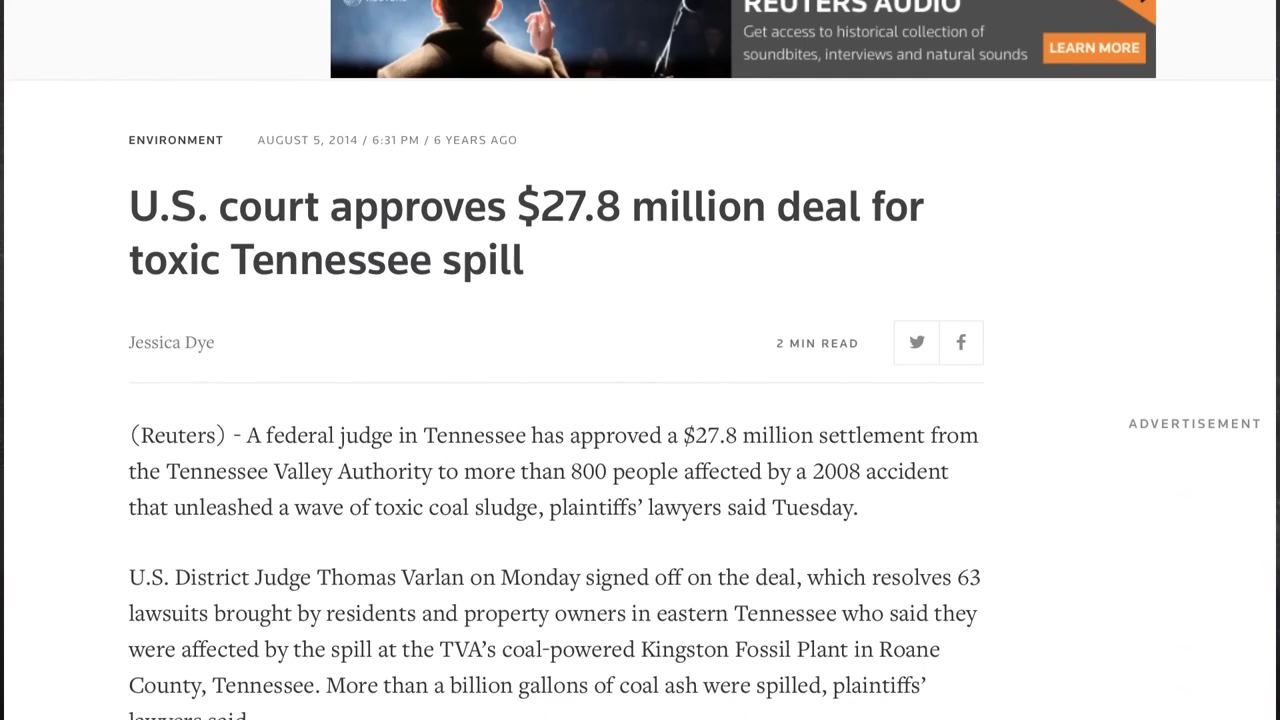 REUTERS
REUTERS AUDIO
Get access to historical collection of
soundbites, interviews and natural sounds
LEARN MORE
ENVIRONMENT AUGUST 5, 2014 / 6:31 PM / 6 YEARS AGO
U.S. court approves $27.8 million deal for
toxic Tennessee spill
Jessica Dye
2 MIN READ
(Reuters) - A federal judge in Tennessee has approved a $27.8 million settlement from
the Tennessee Valley Authority to more than 800 people affected by a 2008 accident
that unleashed a wave of toxic coal sludge, plaintiffs’ lawyers said Tuesday.
ADVERTISEMENT
U.S. District Judge Thomas Varlan on Monday signed off on the deal, which resolves 63
lawsuits brought by residents and property owners in eastern Tennessee who said they
were affected by the spill at the TVA’s coal-powered Kingston Fossil Plant in Roane
County, Tennessee. More than a billion gallons of coal ash were spilled, plaintiffs’
lawyers said.